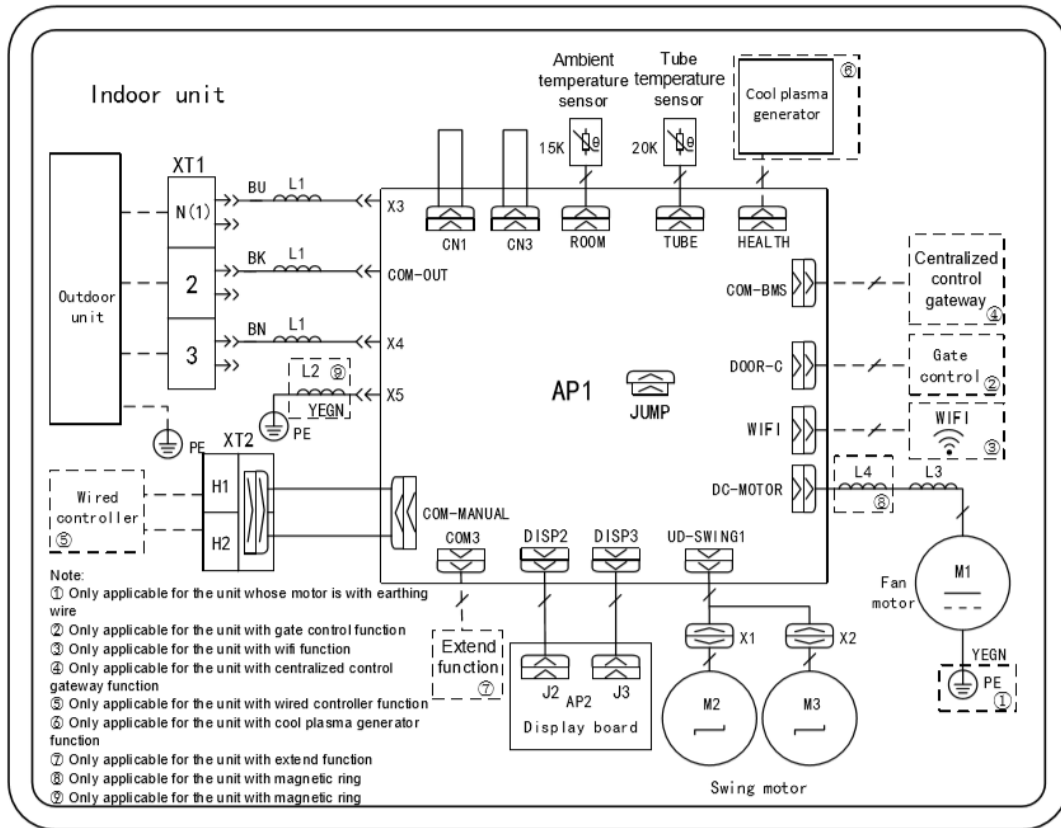 Indoor unit
Ambient
temperature
sensor
Tube
temperature
sensor
⑥
Cool plasma
generator
15K
θ
20K
θ
XT1
N(1)
2
3
Outdoor
unit
BU
L1
X3
BK
L1
COM-OUT
BN
L1
X4
L2 ⑨
YEGN
X5
PE
PE
CN1
CN3
ROOM
TUBE
HEALTH
COM-BMS
Centralized
control
gateway
④
DOOR-C
Gate
control
②
WIFI
WIFI
③
AP1
JUMP
DC-MOTOR
L4
⑧
L3
XT2
H1
H2
Wired
controller
⑤
COM-MANUAL
COM3
DISP2
DISP3
UD-SWING1
Extend
function
⑦
J2
J3
AP2
Display board
X1
X2
M2
M3
Swing motor
Fan
motor
M1
YEGN
PE
①
Note:
① Only applicable for the unit whose motor is with earthing
wire
② Only applicable for the unit with gate control function
③ Only applicable for the unit with wifi function
④ Only applicable for the unit with centralized control
gateway function
⑤ Only applicable for the unit with wired controller function
⑥ Only applicable for the unit with cool plasma generator
function
⑦ Only applicable for the unit with extend function
⑧ Only applicable for the unit with magnetic ring
⑨ Only applicable for the unit with magnetic ring